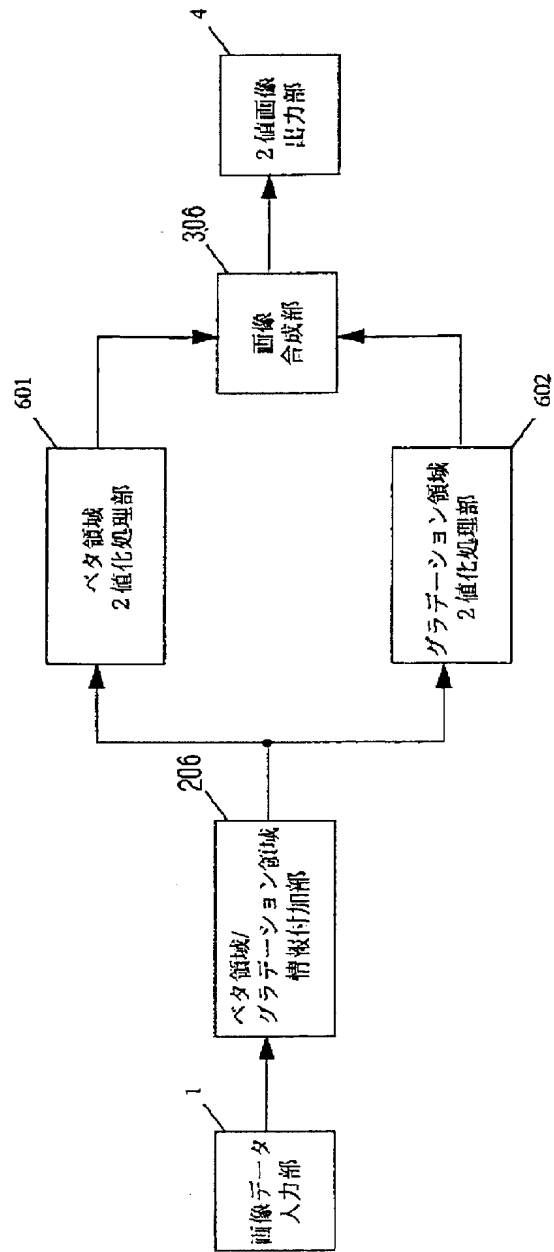 1
画像データ
入力部
206
ベタ領域/
グラデーション領域
情報付加部
601
ベタ領域
2値化処理部
602
グラデーション領域
2値化処理部
306
画像
合成部
4
2値画像
出力部